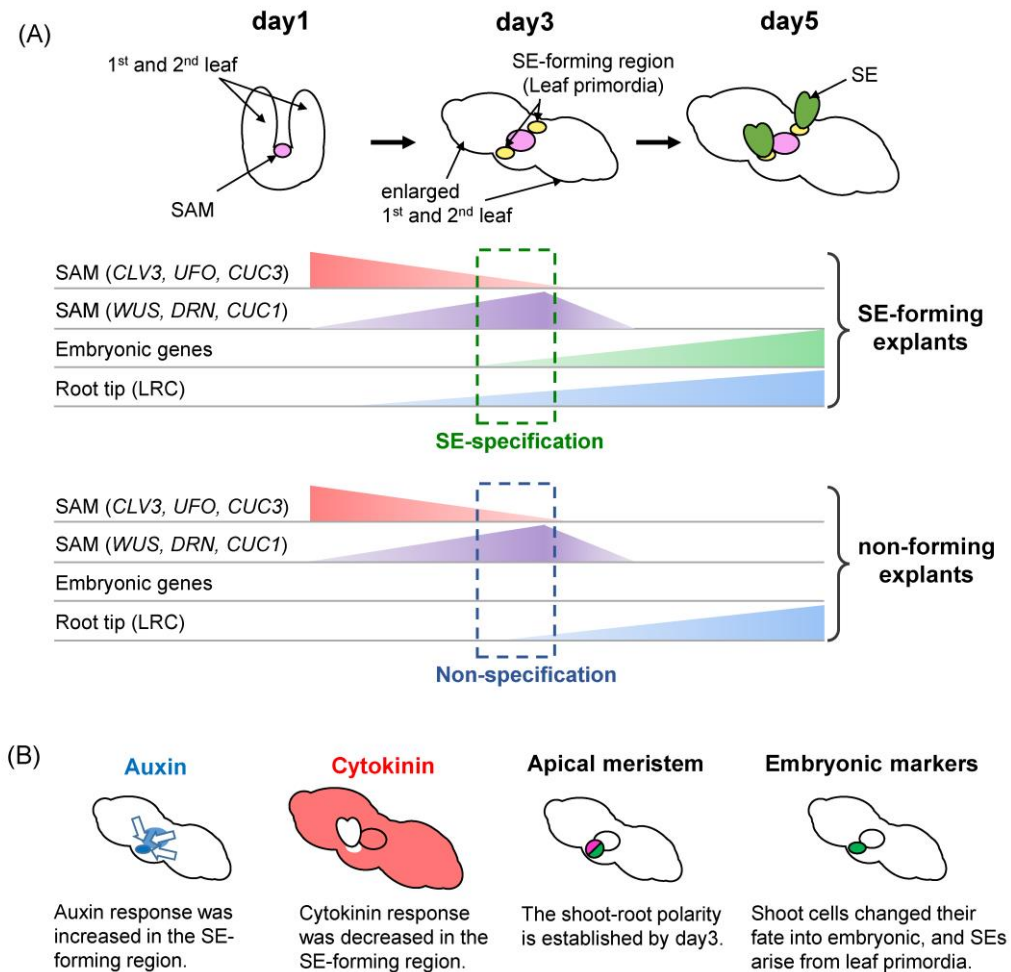 (A)
day1
day3
day5
1st and 2nd leaf
SE-forming region
(Leaf primordia)
SE
SAM
enlarged
1st and 2nd leaf
SAM (CLV3, UFO, CUC3)
SAM (WUS, DRN, CUC1)
Embryonic genes
Root tip (LRC)
SE-forming
explants
SE-specification
SAM (CLV3, UFO, CUC3)
SAM (WUS, DRN, CUC1)
Embryonic genes
Root tip (LRC)
non-forming
explants
Non-specification
(B)
Auxin
Cytokinin
Apical meristem
Embryonic markers
Auxin response was
increased in the SE-
forming region.
Cytokinin response
was decreased in the
SE-forming region.
The shoot-root polarity
is established by day3.
Shoot cells changed their
fate into embryonic, and SEs
arise from leaf primordia.